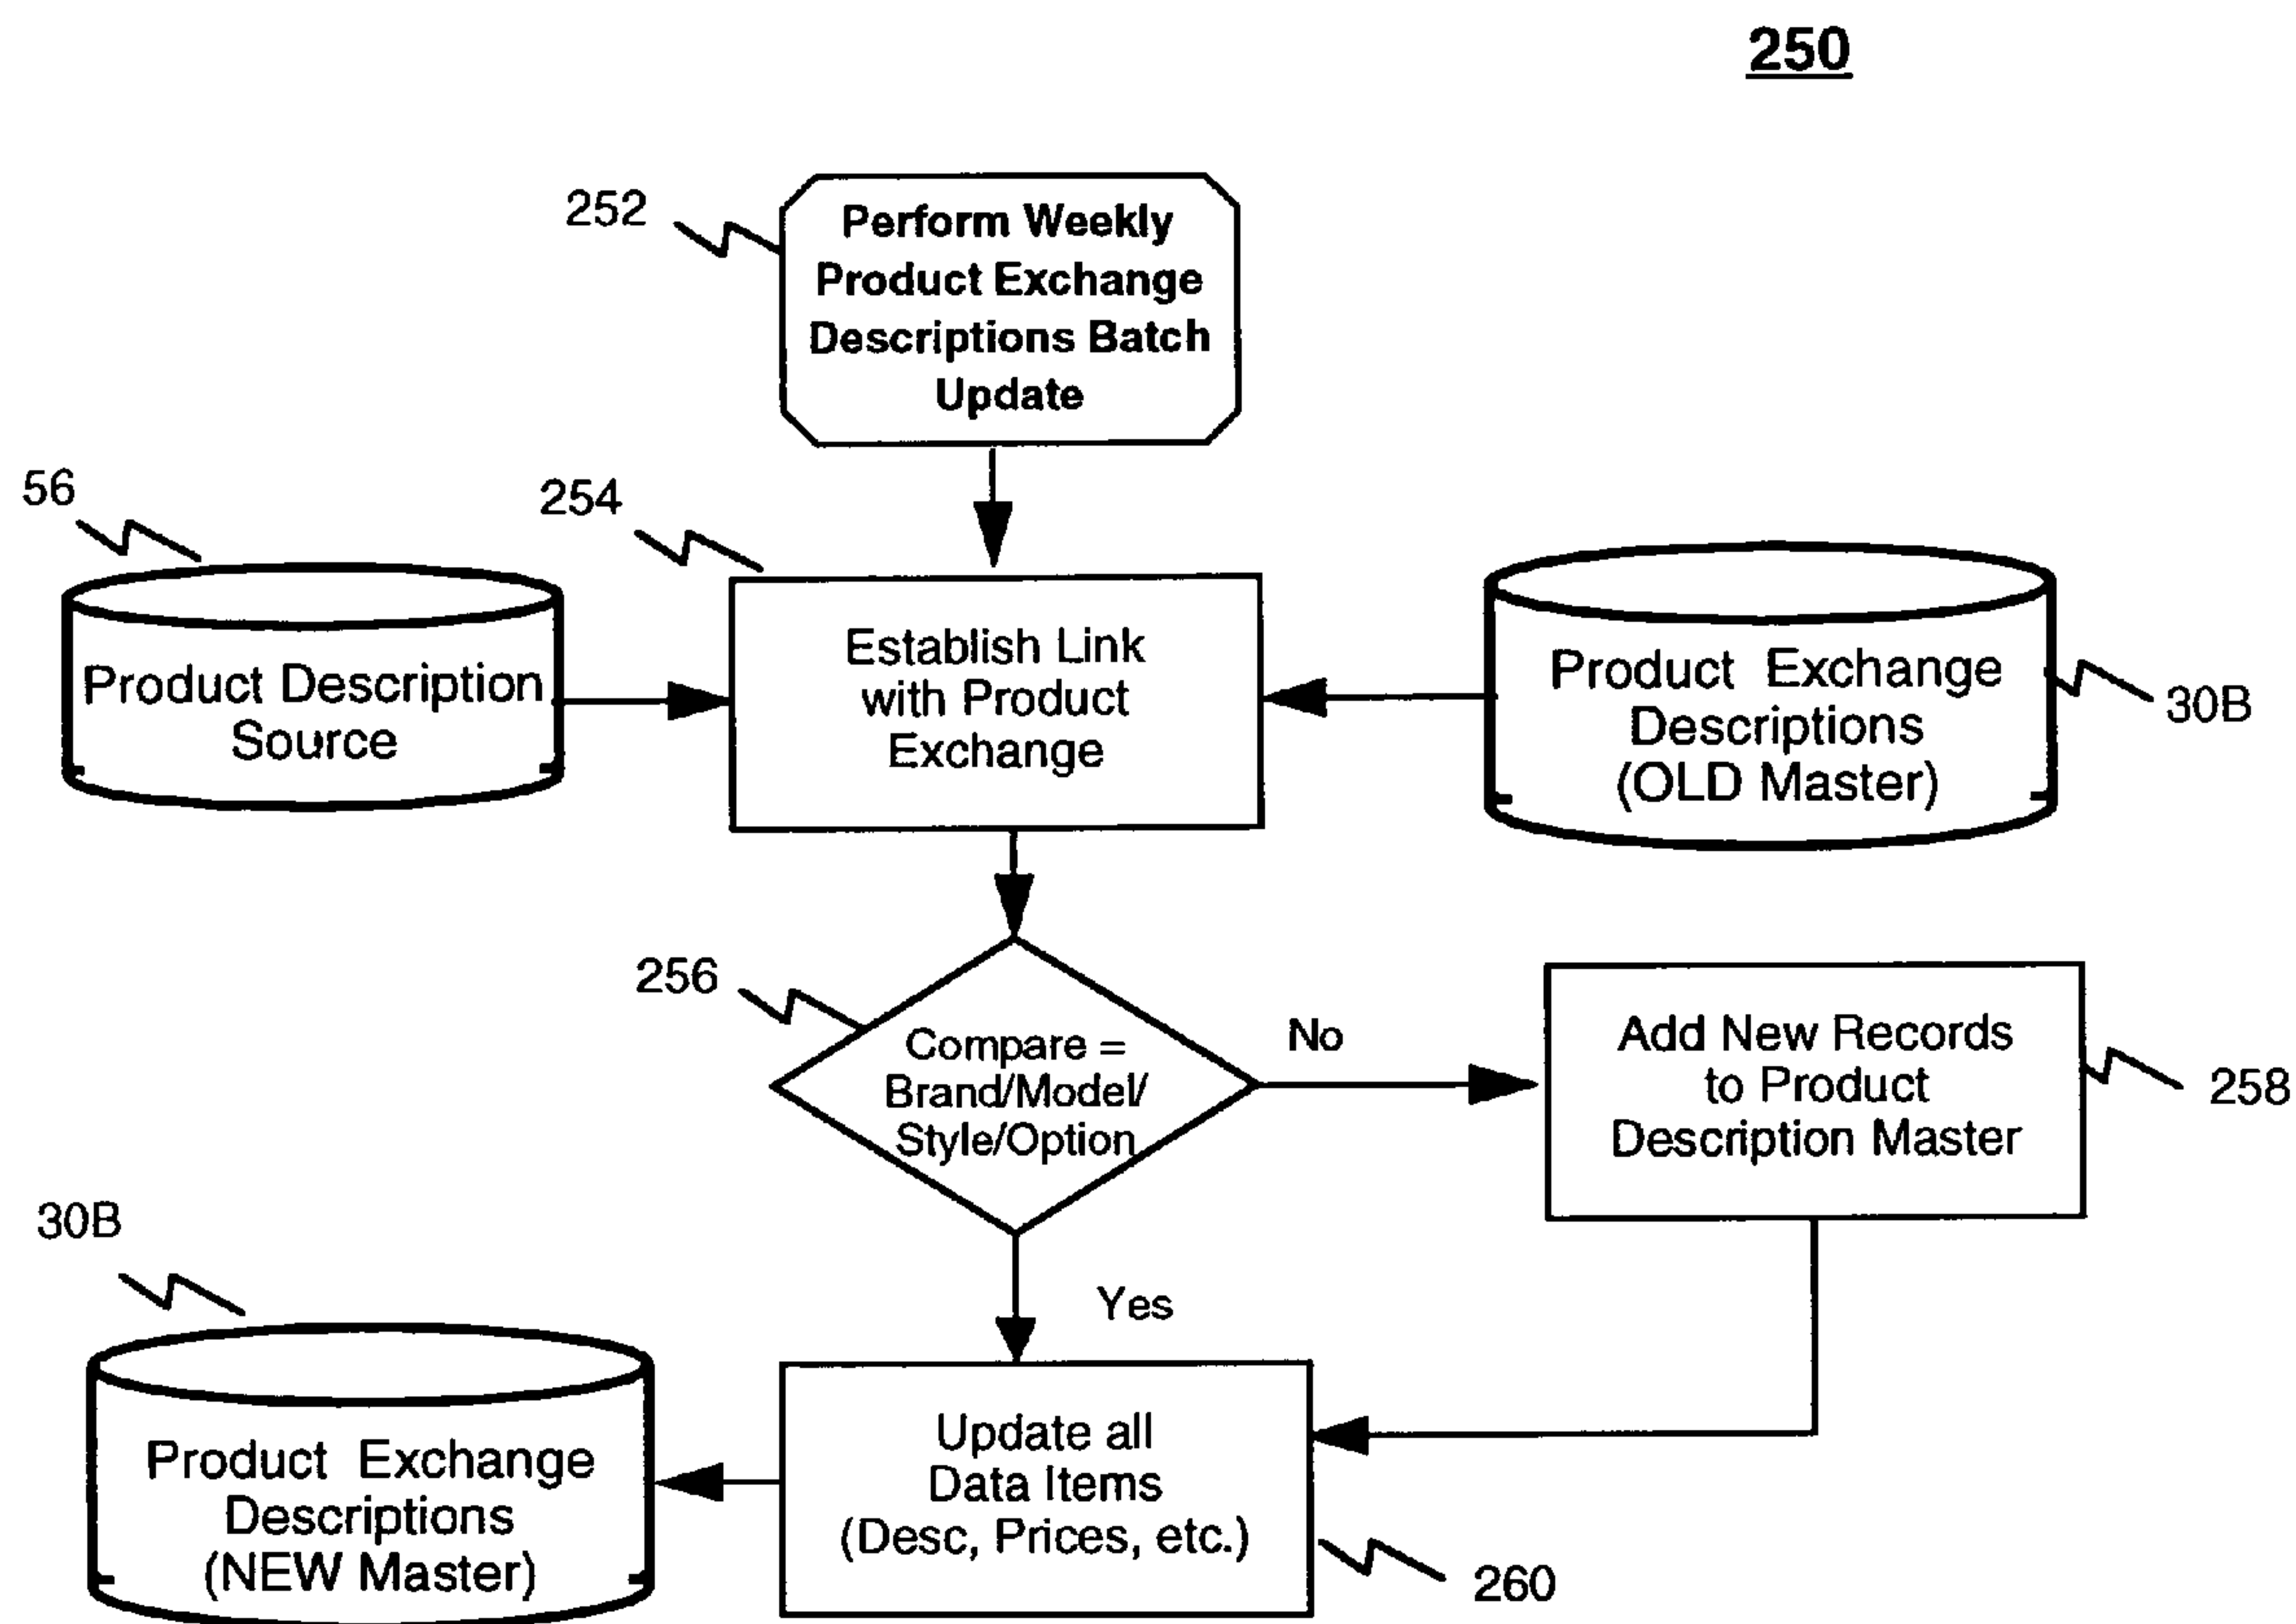 250
252
Perform Weekly
Product Exchange
Descriptions Batch
Update
56
254
Product Description
Source
Establish Link
with Product
Exchange
Product Exchange
Descriptions
(OLD Master)
30B
256
Compare =
Brand/Model/
Style/Option
No
Add New Records
to Product
Description Master
258
Yes
30B
Product Exchange
Descriptions
(NEW Master)
Update all
Data Items
(Desc, Prices, etc.)
260